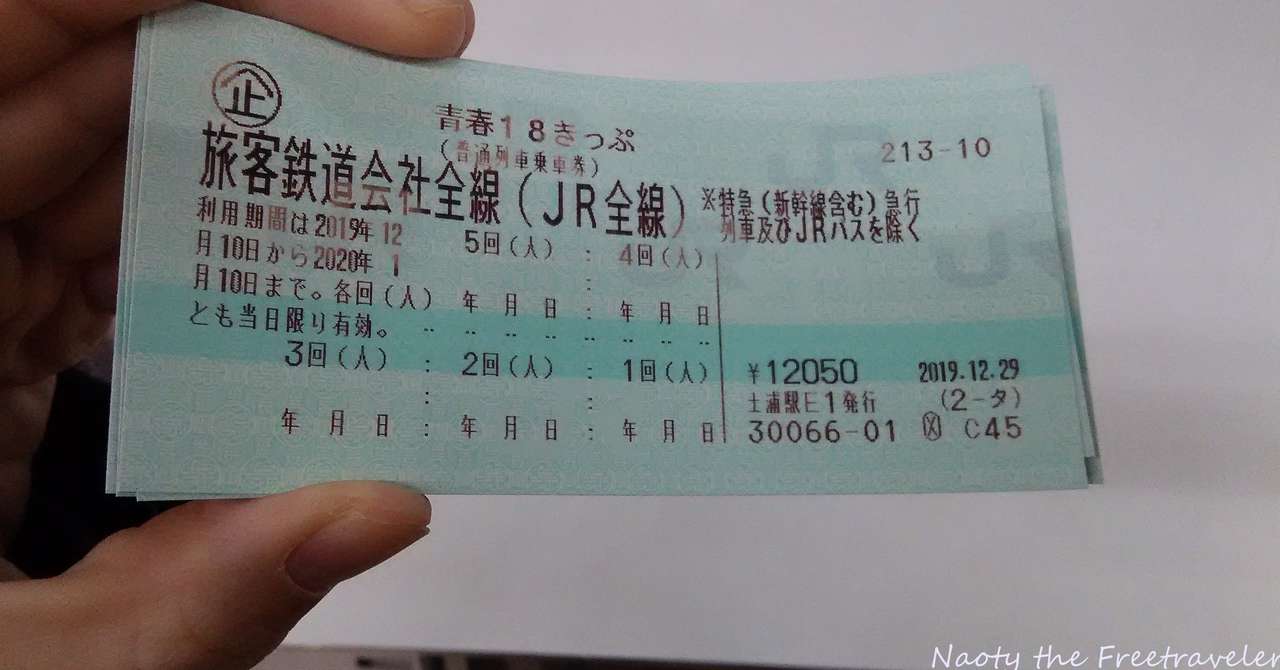 企
青春18きっぷ
(普通列車乗車券)
213-10
旅客鉄道会社全線(JR全線)
※特急(新幹線含む)急行
列車及びJRバスを除く
利用期間は2019年12
月10日から2020年 1
月10日まで。各回(人)
とも当日限り有効。
5回(人) : 4回(人)
年 月 日 : 年 月 日
3回(人) : 2回(人) : 1回(人)
年 月 日 : 年 月 日 : 年 月 日
¥12050 2019.12.29
土浦駅E1発行 (2-タ)
30066-01 C45
Naoty the Freetraveler